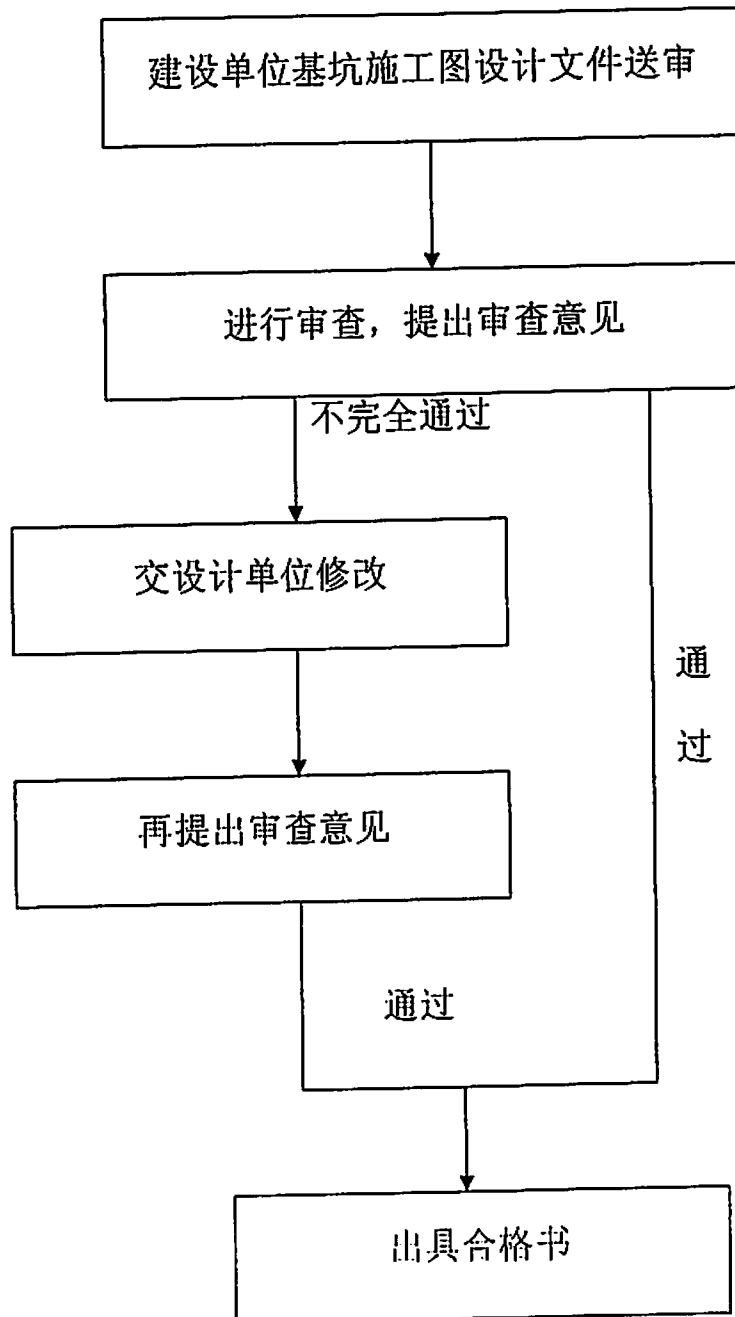 建设单位基坑施工图设计文件送审
进行审查，提出审查意见
不完全通过
交设计单位修改
通
过
再提出审查意见
通过
出具合格书